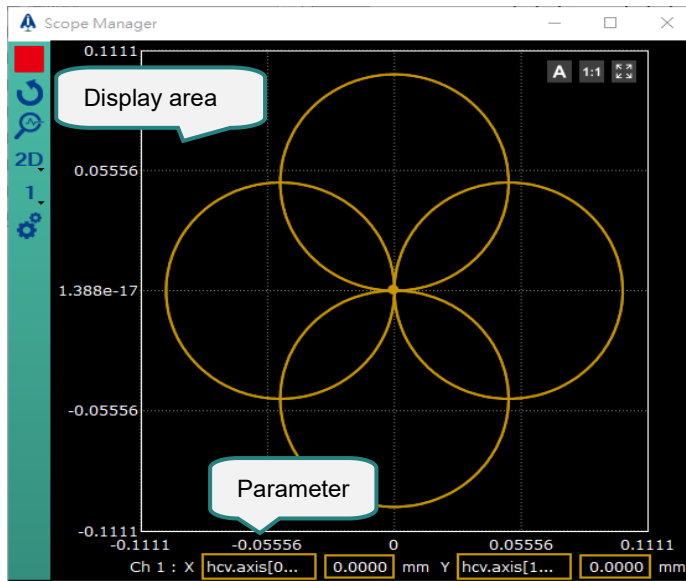 Scope Manager
0.1111
A 1:1
Display area
2D
0.05556
1
1.388e-17
-0.05556
Parameter
-0.1111
-0.1111 -0.05556 0 0.05556 0.1111
Ch 1 : X hcv.axis[0... 0.0000 mm Y hcv.axis[1... 0.0000 mm